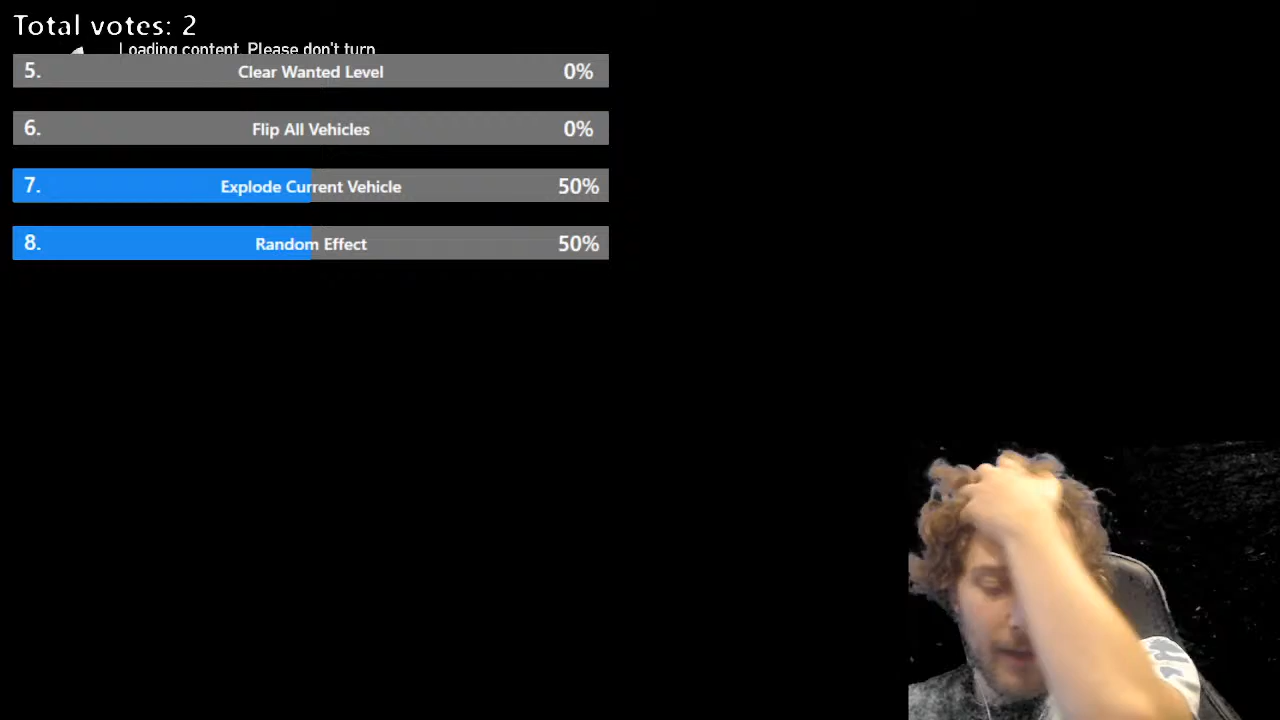 Total votes: 2
Loading content. Please don't turn
5. Clear Wanted Level 0%
6. Flip All Vehicles 0%
7. Explode Current Vehicle 50%
8. Random Effect 50%